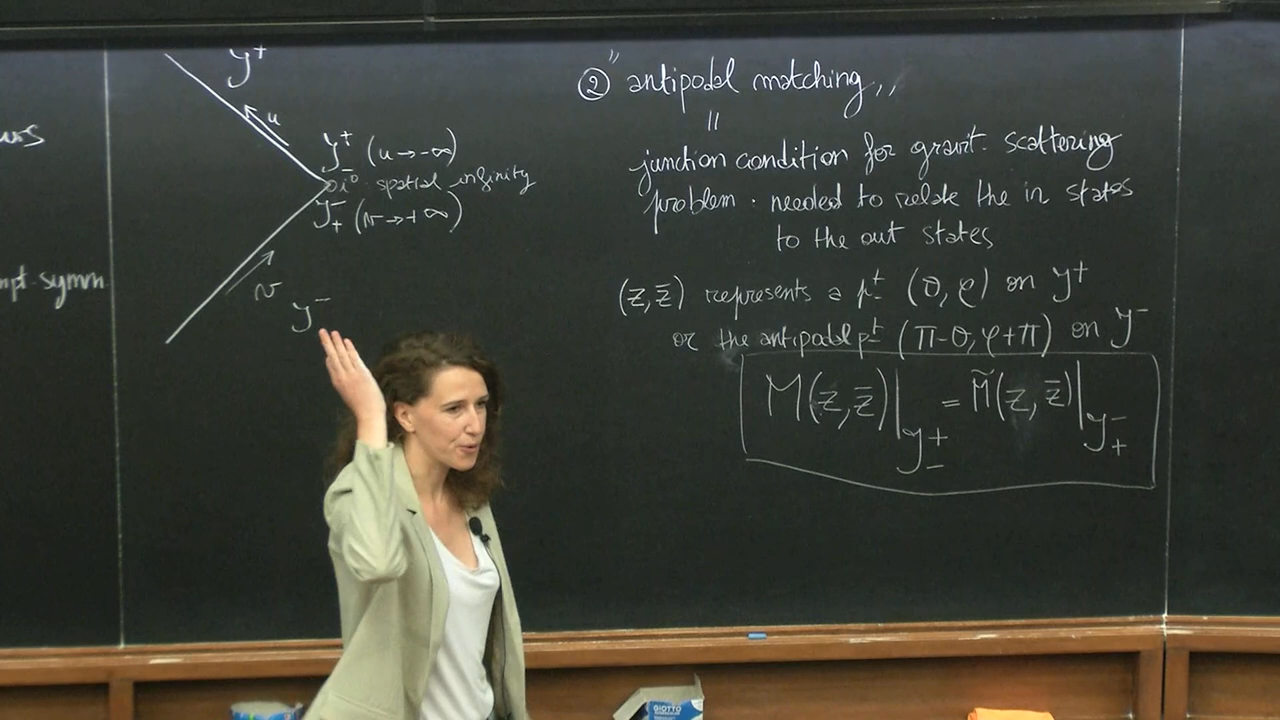 urs
mpt. symm
y⁺
u
y⁺₋ (u → -∞)
i⁰ spatial infinity
y⁻₊ (v → +∞)
v
y⁻
② "antipodal matching"
=
junction condition for gravit. scattering
problem. needed to relate the in states
to the out states
(z, z̄) represents a pt (θ, φ) on y⁺
or the antipodal pt (π-θ, φ+π) on y⁻
M(z, z̄)|y⁺₋ = M̃(z, z̄)|y⁻₊
GIOTTO